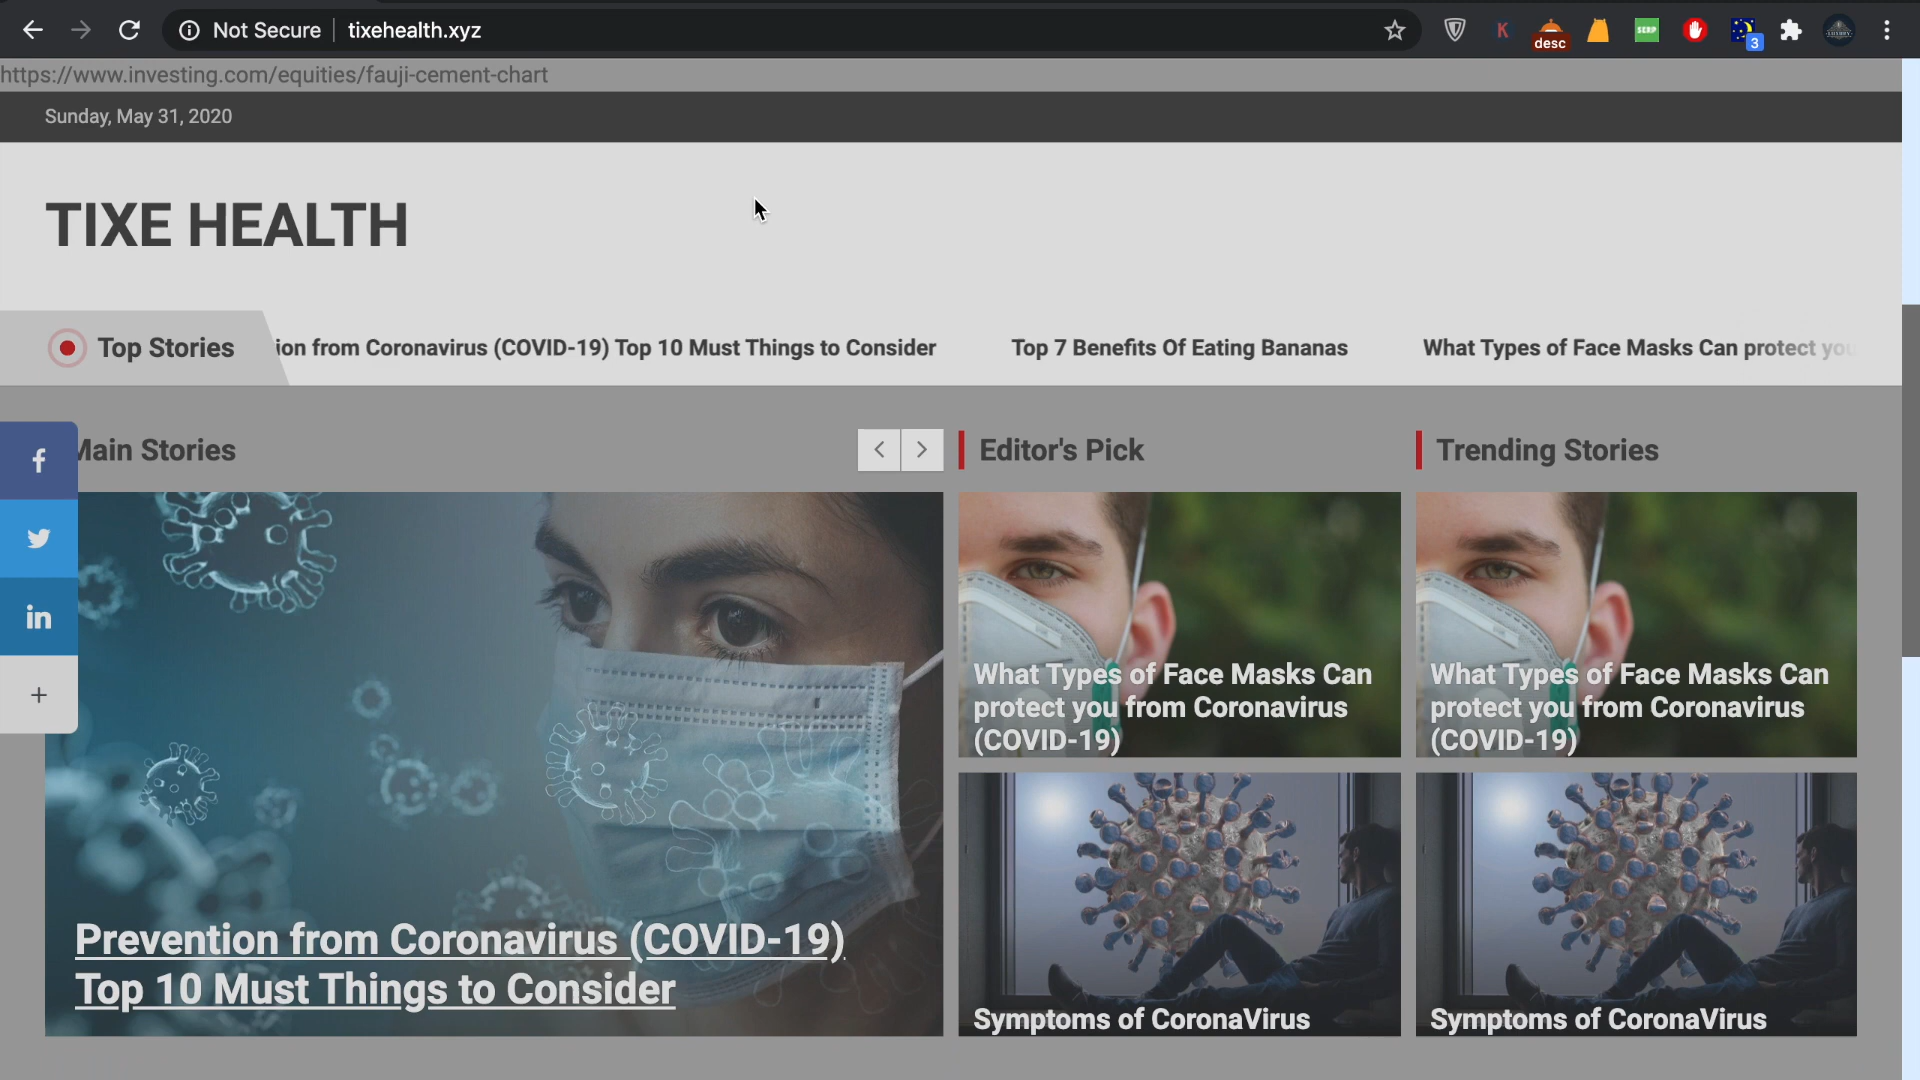 Not Secure
tixehealth.xyz
desc
SERP
3
https://www.investing.com/equities/fauji-cement-chart
Sunday, May 31, 2020
TIXE HEALTH
Top Stories
ion from Coronavirus (COVID-19) Top 10 Must Things to Consider
Top 7 Benefits Of Eating Bananas
What Types of Face Masks Can protect you
Main Stories
Editor's Pick
Trending Stories
Prevention from Coronavirus (COVID-19)
Top 10 Must Things to Consider
What Types of Face Masks Can
protect you from Coronavirus
(COVID-19)
Symptoms of CoronaVirus
What Types of Face Masks Can
protect you from Coronavirus
(COVID-19)
Symptoms of CoronaVirus